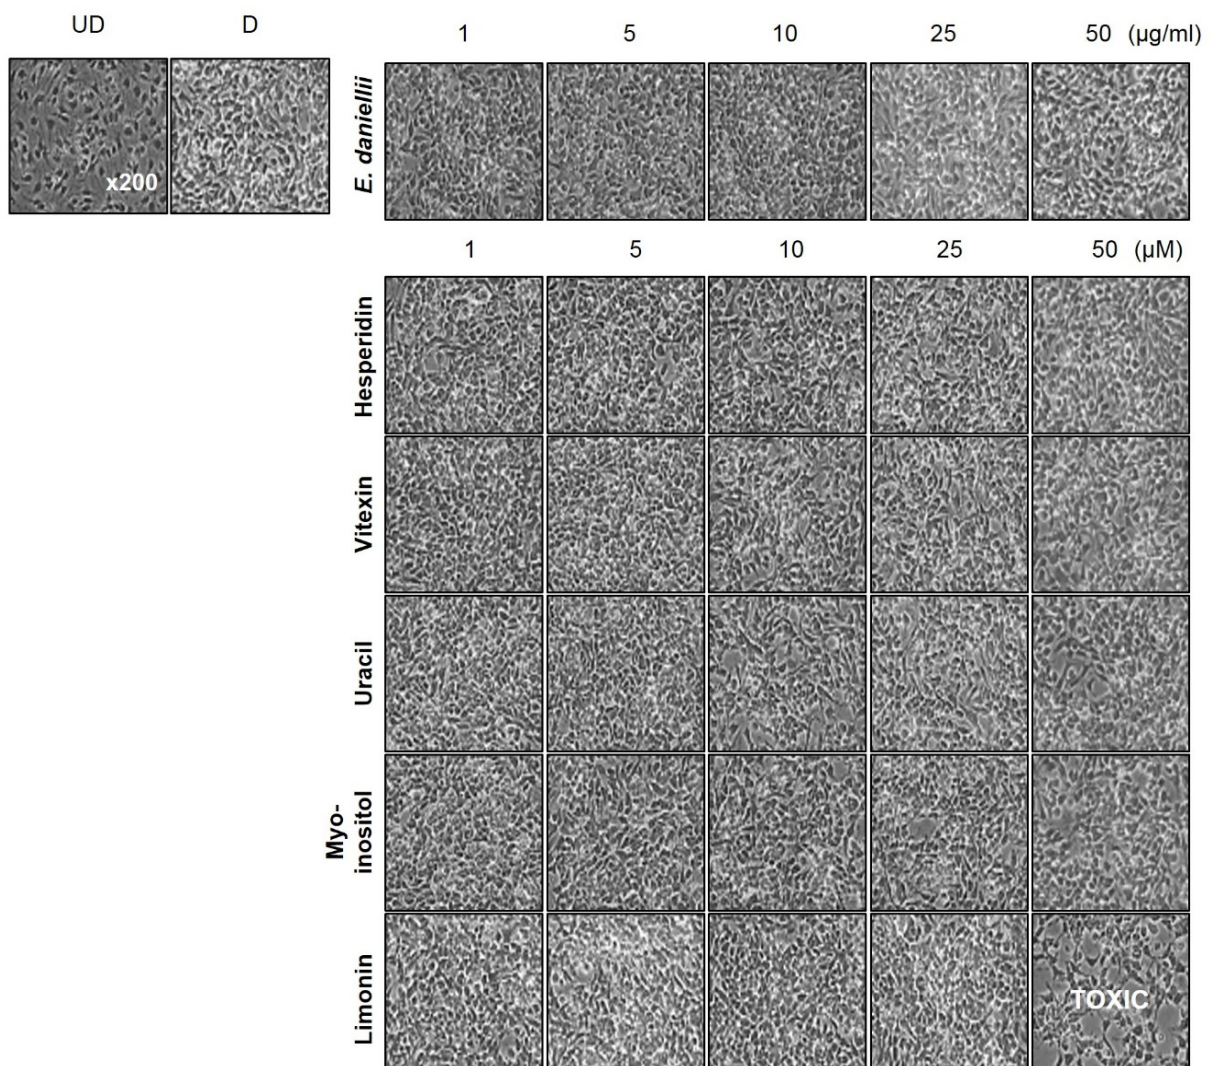 UD D
x200
1 5 10 25 50 (µg/ml)
E. daniellii
1 5 10 25 50 (µM)
Hesperidin
Vitexin
Uracil
Myo-
inositol
Limonin
TOXIC